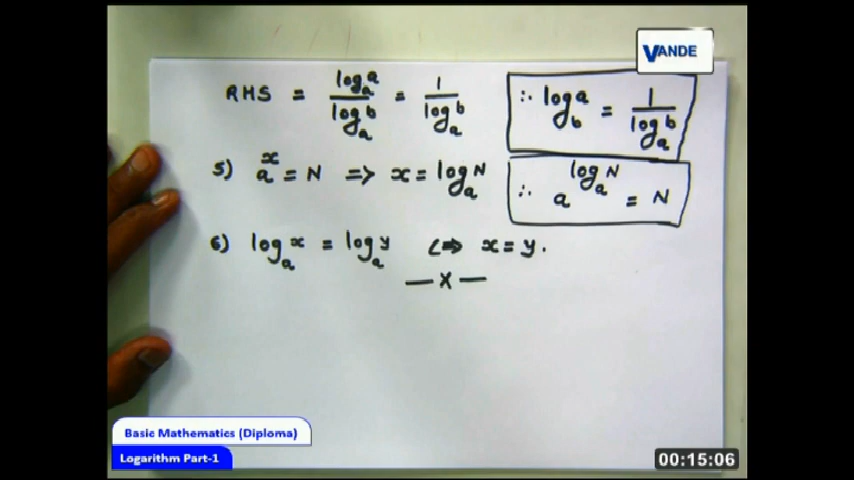 VANDE
RHS = log_a a / log_a b = 1 / log_a b ∴ log_b a = 1 / log_a b
5) a^x = N => x = log_a N ∴ a^(log_a N) = N
6) log_a x = log_a y <=> x = y.
— X —
Basic Mathematics (Diploma)
Logarithm Part-1
00:15:06